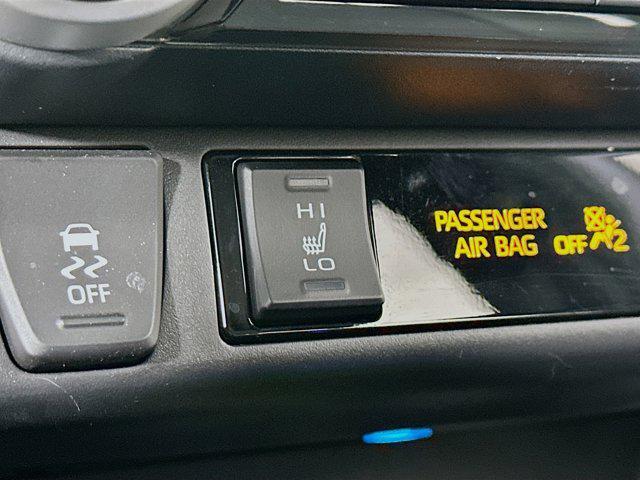 OFF
HI
LO
PASSENGER
AIR BAG OFF 2